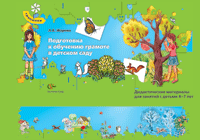 Подготовка
к обучению грамоте
в детском саду
Дидактические материалы
для занятий с детьми 4–7 лет